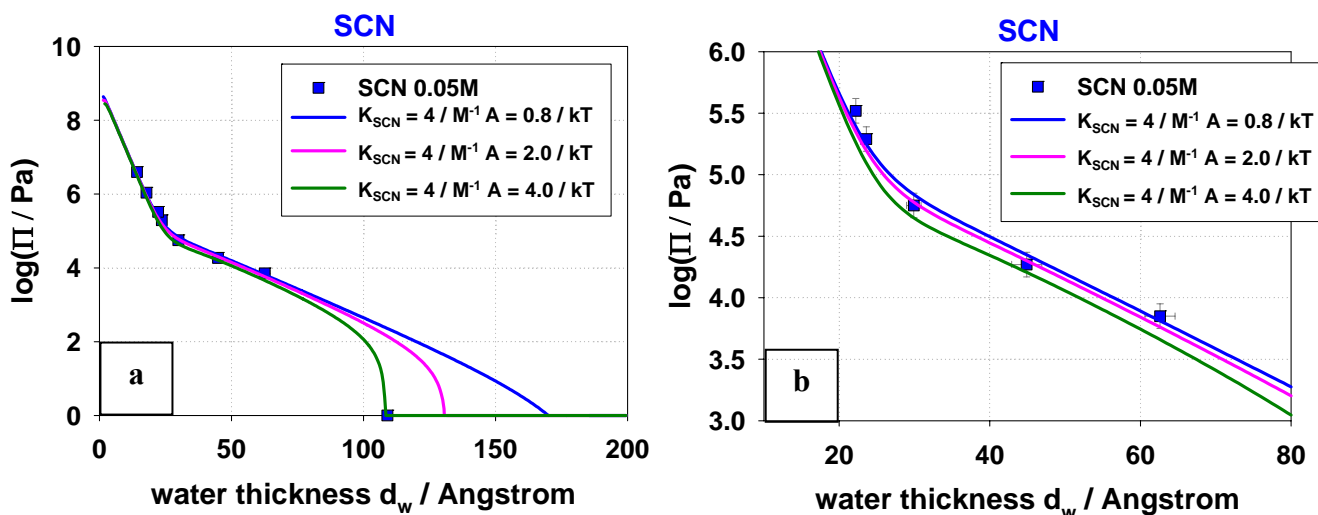 SCN
10
8
6
4
2
0
log(Π / Pa)
SCN 0.05M
K_SCN = 4 / M⁻¹ A = 0.8 / kT
K_SCN = 4 / M⁻¹ A = 2.0 / kT
K_SCN = 4 / M⁻¹ A = 4.0 / kT
a
0 50 100 150 200
water thickness d_w / Angstrom
SCN
6.0
5.5
5.0
4.5
4.0
3.5
3.0
log(Π / Pa)
SCN 0.05M
K_SCN = 4 / M⁻¹ A = 0.8 / kT
K_SCN = 4 / M⁻¹ A = 2.0 / kT
K_SCN = 4 / M⁻¹ A = 4.0 / kT
b
20 40 60 80
water thickness d_w / Angstrom